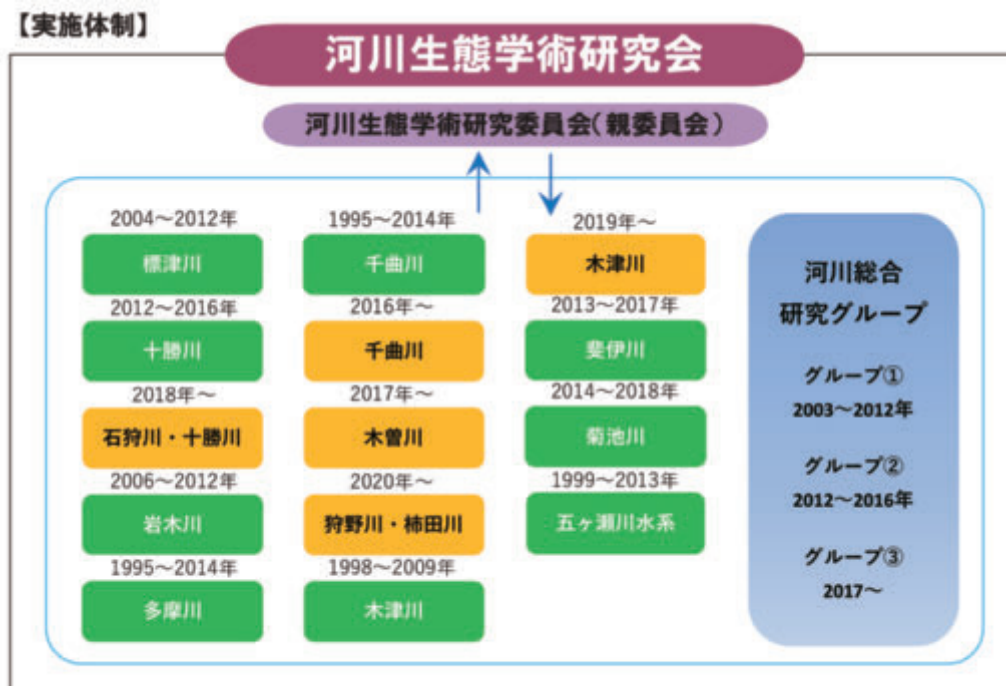 【実施体制】
河川生態学術研究会
河川生態学術研究委員会(親委員会)
2004～2012年
標津川
2012～2016年
十勝川
2018年～
石狩川・十勝川
2006～2012年
岩木川
1995～2014年
多摩川
1995～2014年
千曲川
2016年～
千曲川
2017年～
木曽川
2020年～
狩野川・柿田川
1998～2009年
木津川
2019年～
木津川
2013～2017年
斐伊川
2014～2018年
菊池川
1999～2013年
五ヶ瀬川水系
河川総合
研究グループ
グループ①
2003～2012年
グループ②
2012～2016年
グループ③
2017～